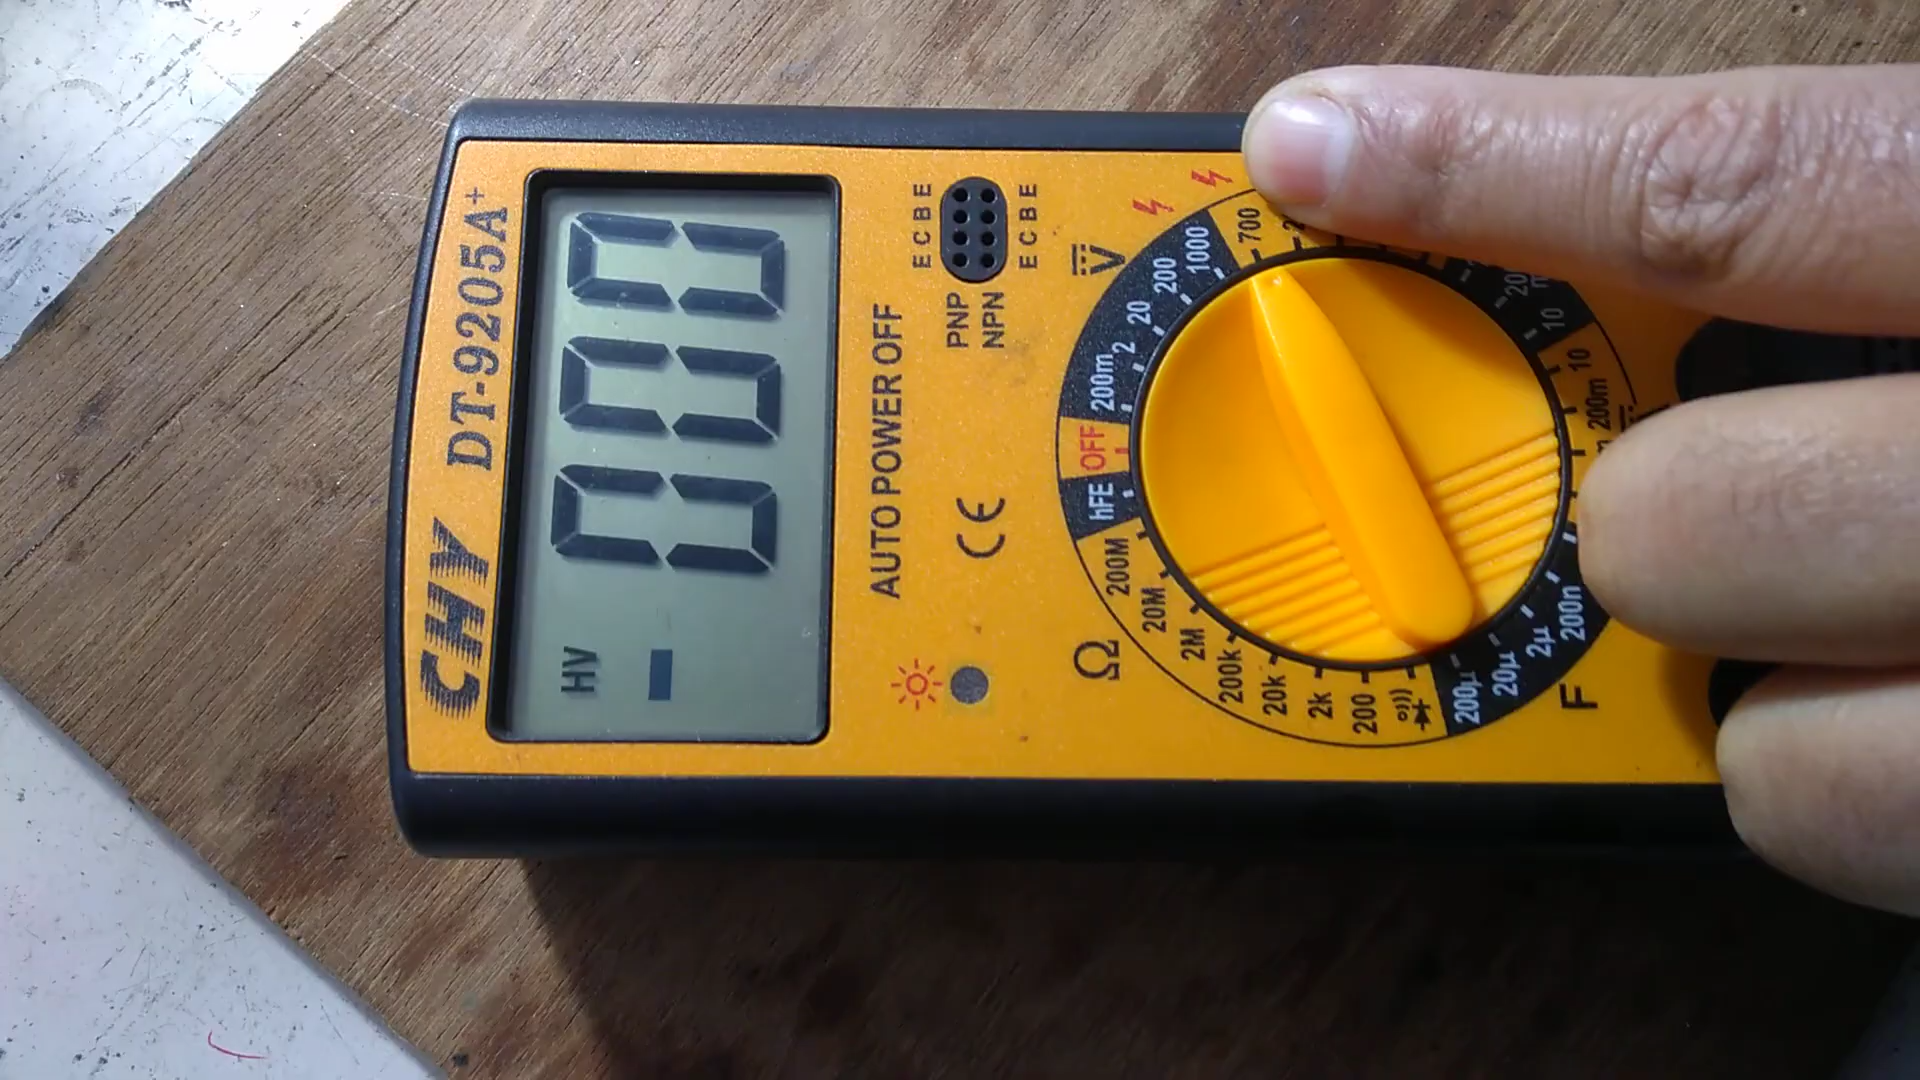 CHY DT-9205A+
HV
- 000
AUTO POWER OFF
CE
PNP
NPN
E C B E
E C B E
V
OFF
200m
2
20
200
1000
700
hFE
200M
20M
2M
200k
20k
2k
200
Ω
200µ
20µ
2µ
200n
F
10
10
200m